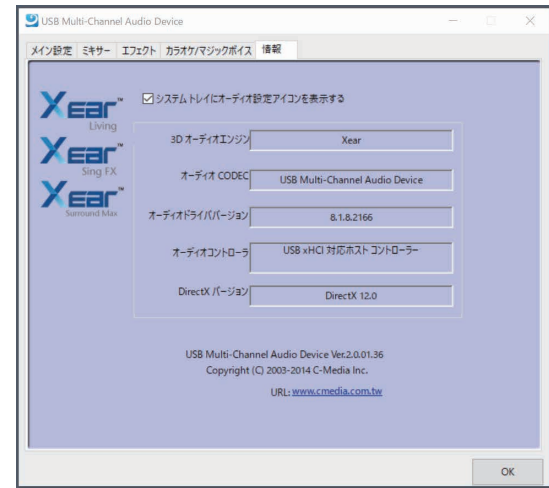 USB Multi-Channel Audio Device
メイン設定 ミキサー エフェクト カラオケ/マジックボイス 情報
Xear™
Living
Xear™
Sing FX
Xear™
Surround Max
システムトレイにオーディオ設定アイコンを表示する
3D オーディオエンジン Xear
オーディオ CODEC USB Multi-Channel Audio Device
オーディオドライババージョン 8.1.8.2166
オーディオコントローラ USB xHCI 対応ホスト コントローラー
DirectX バージョン DirectX 12.0
USB Multi-Channel Audio Device Ver.2.0.01.36
Copyright (C) 2003-2014 C-Media Inc.
URL: www.cmedia.com.tw
OK